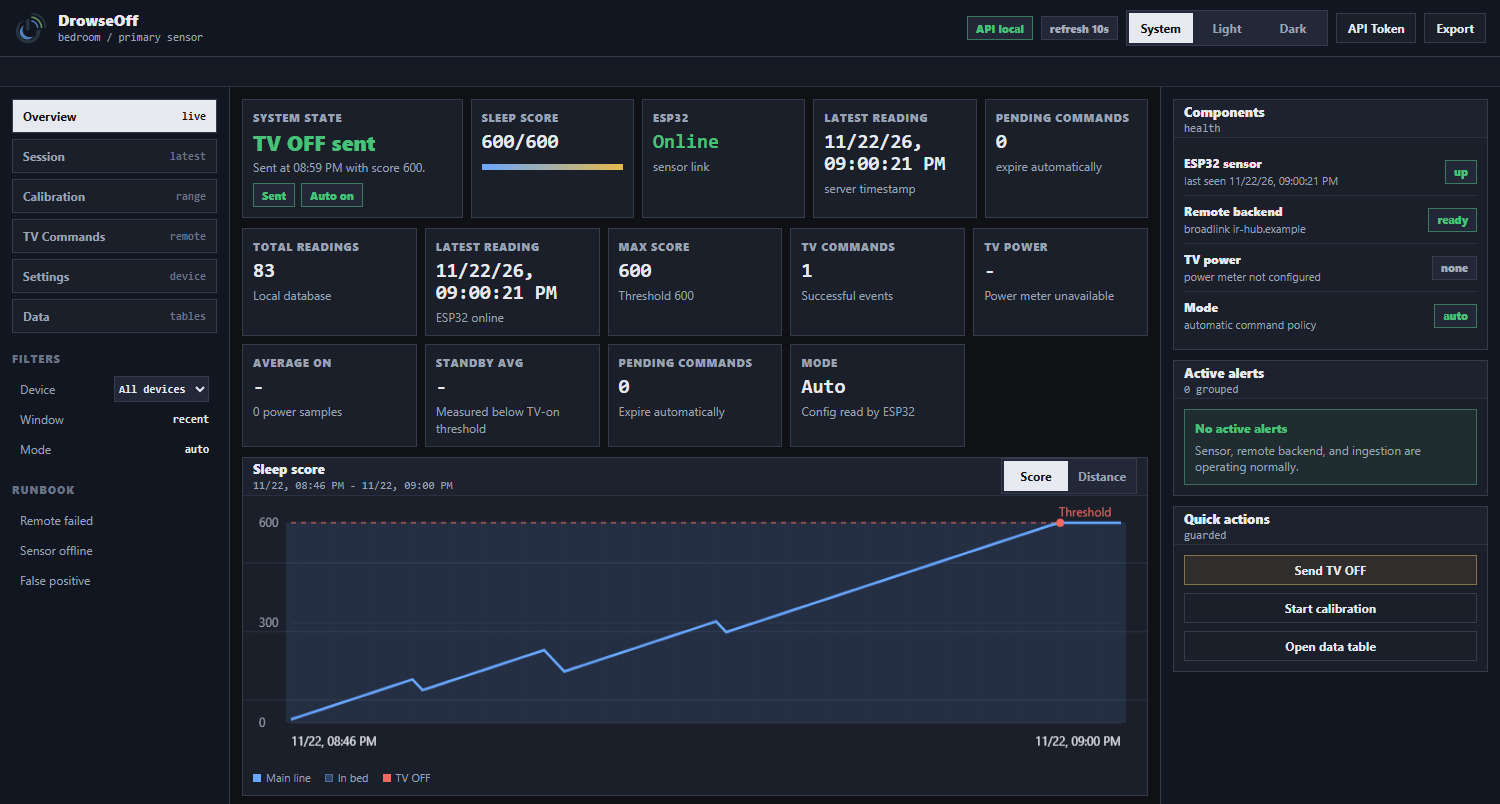 DrowseOff
bedroom / primary sensor
API local
refresh 10s
System
Light
Dark
API Token
Export
Overview
live
Session
latest
Calibration
range
TV Commands
remote
Settings
device
Data
tables
FILTERS
Device
All devices
Window
recent
Mode
auto
RUNBOOK
Remote failed
Sensor offline
False positive
SYSTEM STATE
TV OFF sent
Sent at 08:59 PM with score 600.
Sent
Auto on
SLEEP SCORE
600/600
ESP32
Online
sensor link
LATEST READING
11/22/26,
09:00:21 PM
server timestamp
PENDING COMMANDS
0
expire automatically
TOTAL READINGS
83
Local database
LATEST READING
11/22/26,
09:00:21 PM
ESP32 online
MAX SCORE
600
Threshold 600
TV COMMANDS
1
Successful events
TV POWER
-
Power meter unavailable
AVERAGE ON
-
0 power samples
STANDBY AVG
-
Measured below TV-on
threshold
PENDING COMMANDS
0
Expire automatically
MODE
Auto
Config read by ESP32
Sleep score
11/22, 08:46 PM - 11/22, 09:00 PM
Score
Distance
Threshold
600
300
0
11/22, 08:46 PM
11/22, 09:00 PM
Main line
In bed
TV OFF
Components
health
ESP32 sensor
last seen 11/22/26, 09:00:21 PM
up
Remote backend
broadlink ir-hub.example
ready
TV power
power meter not configured
none
Mode
automatic command policy
auto
Active alerts
0 grouped
No active alerts
Sensor, remote backend, and ingestion are
operating normally.
Quick actions
guarded
Send TV OFF
Start calibration
Open data table